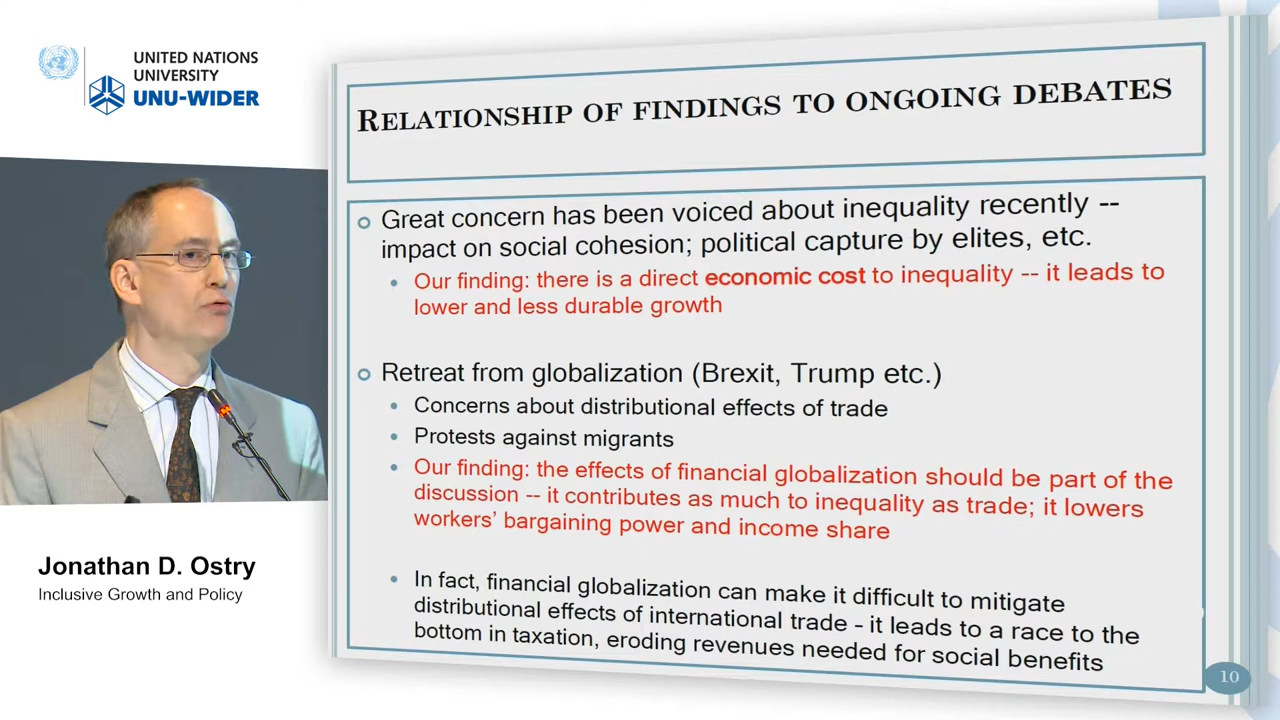 UNITED NATIONS
UNIVERSITY
UNU-WIDER
RELATIONSHIP OF FINDINGS TO ONGOING DEBATES
Great concern has been voiced about inequality recently --
impact on social cohesion; political capture by elites, etc.
Our finding: there is a direct economic cost to inequality -- it leads to
lower and less durable growth
Retreat from globalization (Brexit, Trump etc.)
Concerns about distributional effects of trade
Protests against migrants
Our finding: the effects of financial globalization should be part of the
discussion -- it contributes as much to inequality as trade; it lowers
workers' bargaining power and income share
In fact, financial globalization can make it difficult to mitigate
distributional effects of international trade - it leads to a race to the
bottom in taxation, eroding revenues needed for social benefits
10
Jonathan D. Ostry
Inclusive Growth and Policy